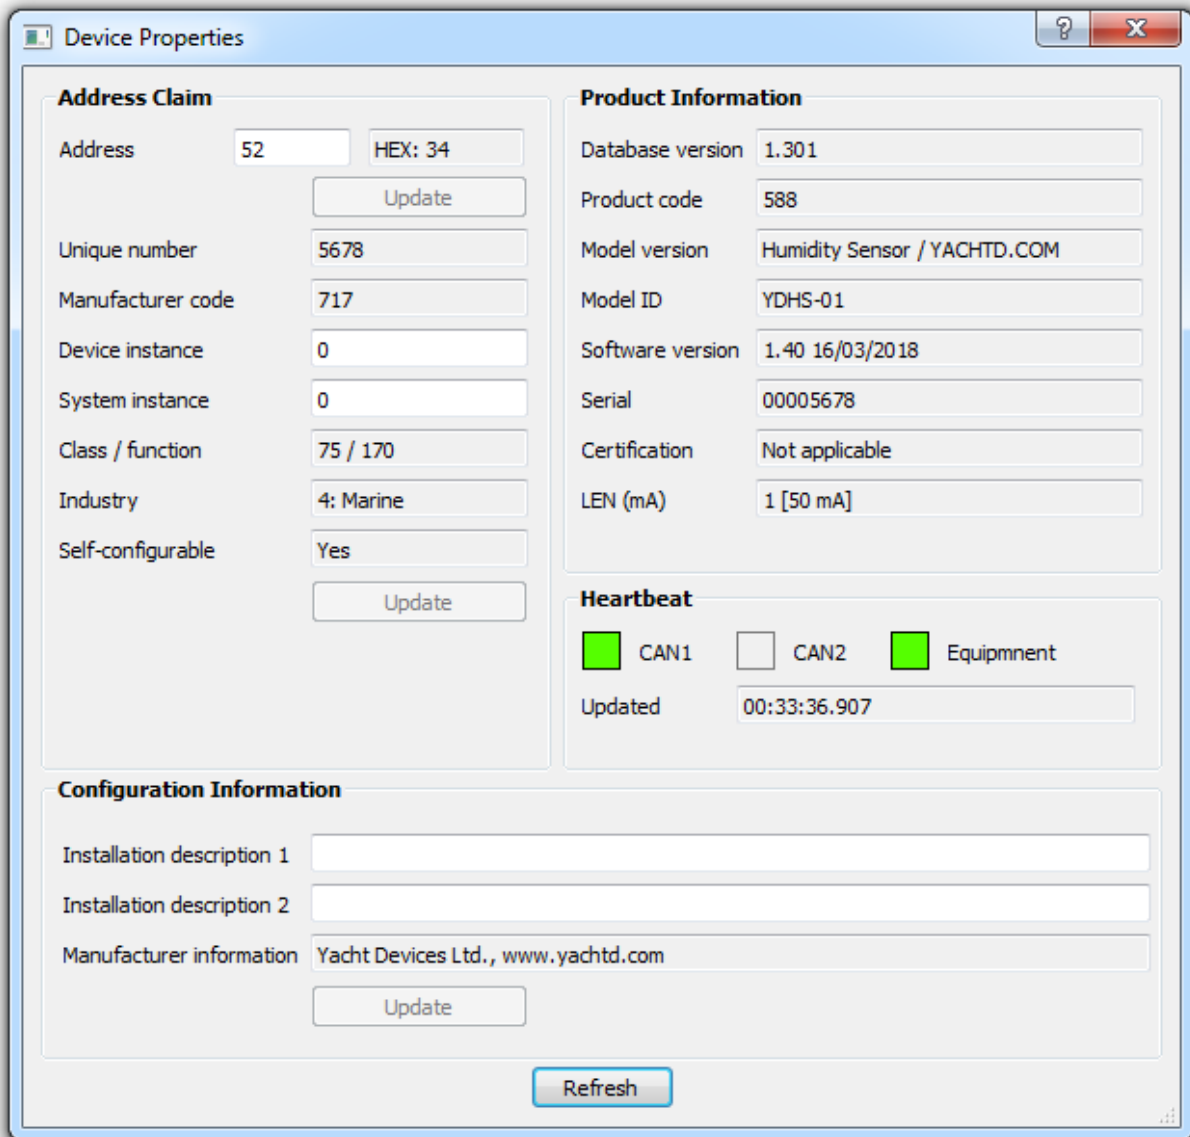 Device Properties
Address Claim
Address 52 HEX: 34
Update
Unique number 5678
Manufacturer code 717
Device instance 0
System instance 0
Class / function 75 / 170
Industry 4: Marine
Self-configurable Yes
Update
Product Information
Database version 1.301
Product code 588
Model version Humidity Sensor / YACHTD.COM
Model ID YDHS-01
Software version 1.40 16/03/2018
Serial 00005678
Certification Not applicable
LEN (mA) 1 [50 mA]
Heartbeat
CAN1 CAN2 Equipmnent
Updated 00:33:36.907
Configuration Information
Installation description 1
Installation description 2
Manufacturer information Yacht Devices Ltd., www.yachtd.com
Update
Refresh